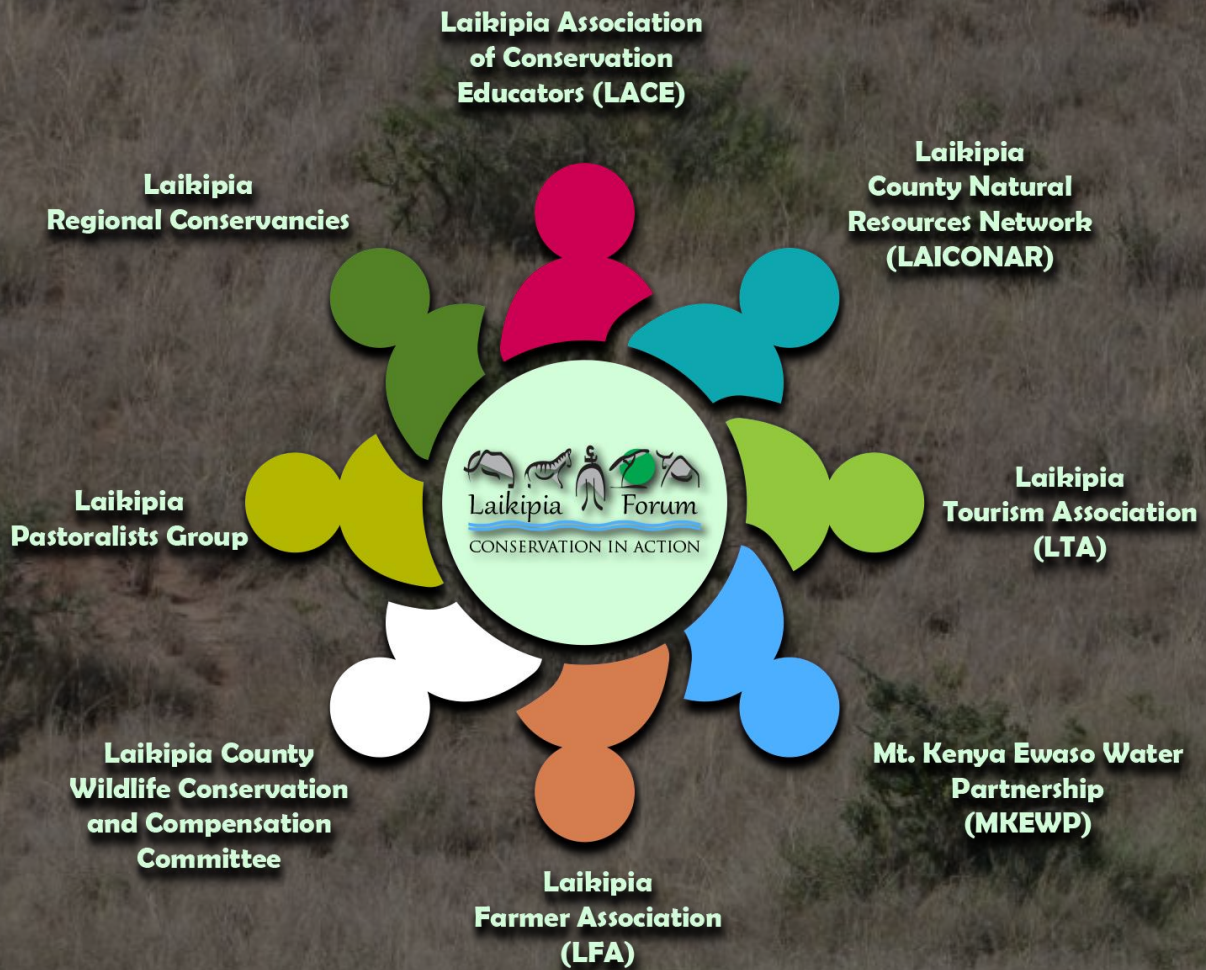 Laikipia Association
of Conservation
Educators (LACE)
Laikipia
County Natural
Resources Network
(LAICONAR)
Laikipia
Regional Conservancies
Laikipia Forum
CONSERVATION IN ACTION
Laikipia
Tourism Association
(LTA)
Laikipia
Pastoralists Group
Mt. Kenya Ewaso Water
Partnership
(MKEWP)
Laikipia County
Wildlife Conservation
and Compensation
Committee
Laikipia
Farmer Association
(LFA)